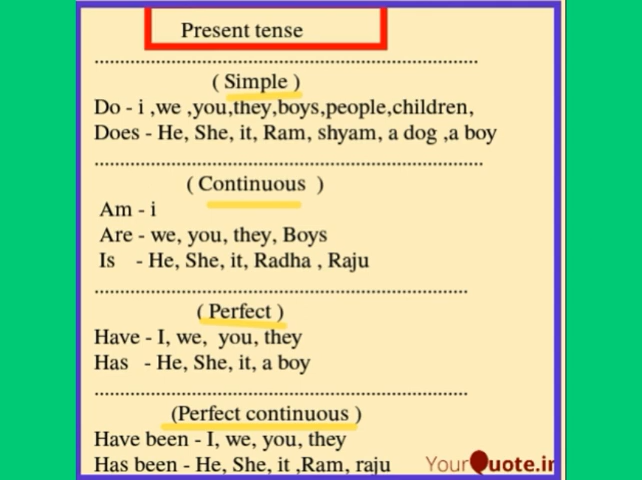 Present tense
( Simple )
Do - i ,we ,you,they,boys,people,children,
Does - He, She, it, Ram, shyam, a dog ,a boy
( Continuous )
Am - i
Are - we, you, they, Boys
Is - He, She, it, Radha , Raju
( Perfect )
Have - I, we, you, they
Has - He, She, it, a boy
(Perfect continuous )
Have been - I, we, you, they
Has been - He, She, it ,Ram, raju
YourQuote.in